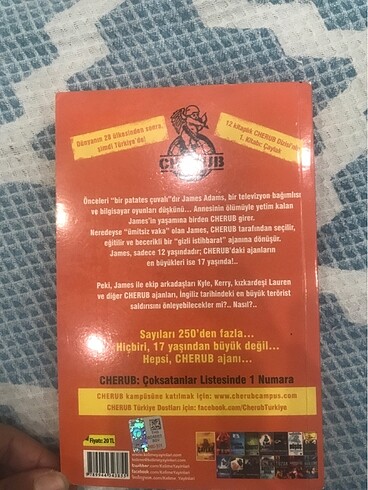 Dünyanın 28 ülkesinden sonra,
şimdi Türkiye'de!
12 kitaplık CHERUB Dizisi'nin
1. Kitabı: Çaylak
CHERUB
Önceleri "bir patates çuvalı"dır James Adams, bir televizyon bağımlısı
ve bilgisayar oyunları düşkünü... Annesinin ölümüyle yetim kalan
James'in yaşamına birden CHERUB girer.
Neredeyse "ümitsiz vaka" olan James, CHERUB tarafından seçilir,
eğitilir ve becerikli bir "gizli istihbarat" ajanına dönüşür.
James, sadece 12 yaşındadır; CHERUB'daki ajanların
en büyükleri ise 17 yaşında!..
Peki, James ile ekip arkadaşları Kyle, Kerry, kızkardeşi Lauren
ve diğer CHERUB ajanları, İngiliz tarihindeki en büyük terörist
saldırısını önleyebilecekler mi?.. Nasıl?..
Sayıları 250'den fazla...
Hiçbiri, 17 yaşından büyük değil...
Hepsi, CHERUB ajanı...
CHERUB: Çoksatanlar Listesinde 1 Numara
CHERUB kampüsüne katılmak için: www.cherubcampus.com
CHERUB Türkiye Dostları için: facebook.com/CherubTurkiye
Fiyatı: 20 TL